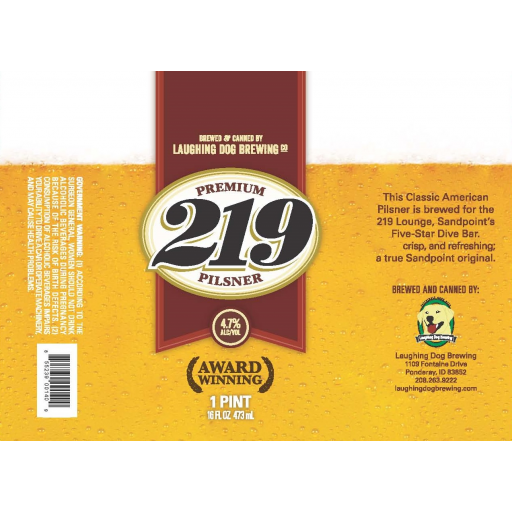 BREWED & CANNED BY
LAUGHING DOG BREWING CO
PREMIUM
219
PILSNER
4.7%
ALC/VOL
AWARD
WINNING
1 PINT
16 FL OZ. 473 mL
GOVERNMENT WARNING: (1) ACCORDING TO THE
SURGEON GENERAL, WOMEN SHOULD NOT DRINK
ALCOHOLIC BEVERAGES DURING PREGNANCY
BECAUSE OF THE RISK OF BIRTH DEFECTS. (2)
CONSUMPTION OF ALCOHOLIC BEVERAGES IMPAIRS
YOUR ABILITY TO DRIVE A CAR OR OPERATE MACHINERY,
AND MAY CAUSE HEALTH PROBLEMS.
This Classic American
Pilsner is brewed for the
219 Lounge, Sandpoint's
Five-Star Dive Bar.
crisp, and refreshing;
a true Sandpoint original.
BREWED AND CANNED BY:
Laughing Dog Brewing
Laughing Dog Brewing
1109 Fontaine Drive
Ponderay, ID 83852
208.263.9222
laughingdogbrewing.com